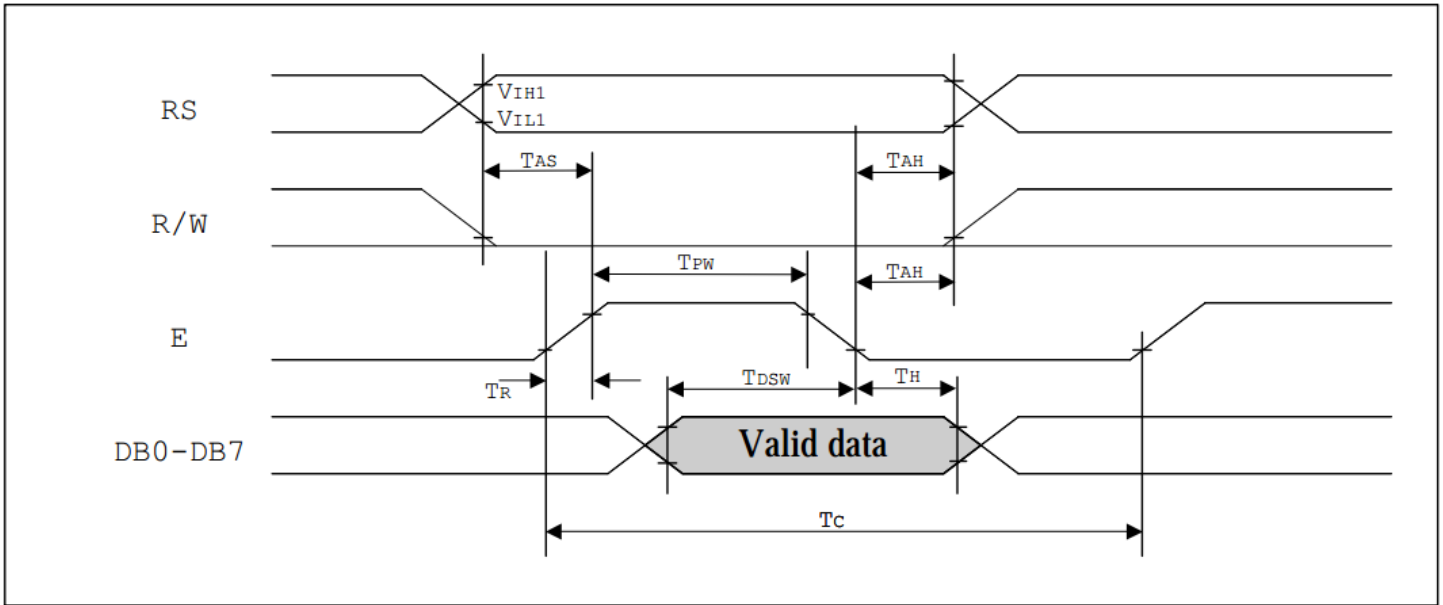 RS
VIH1
VIL1
TAS
TAH
R/W
TPW
TAH
E
TR
TDSW
TH
DB0-DB7
Valid data
TC